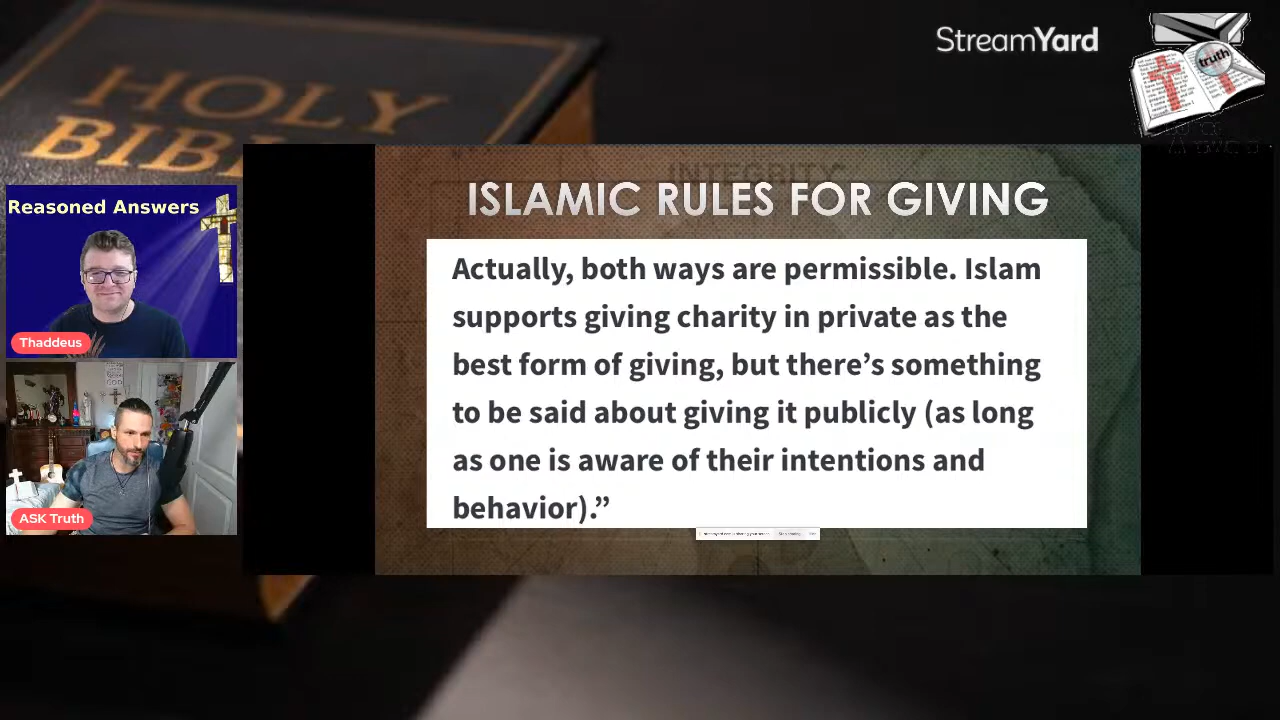 StreamYard
truth
HOLY
BIB
INTEGRITY
ISLAMIC RULES FOR GIVING
Actually, both ways are permissible. Islam
supports giving charity in private as the
best form of giving, but there’s something
to be said about giving it publicly (as long
as one is aware of their intentions and
behavior).”
Reasoned Answers
Thaddeus
ASK Truth